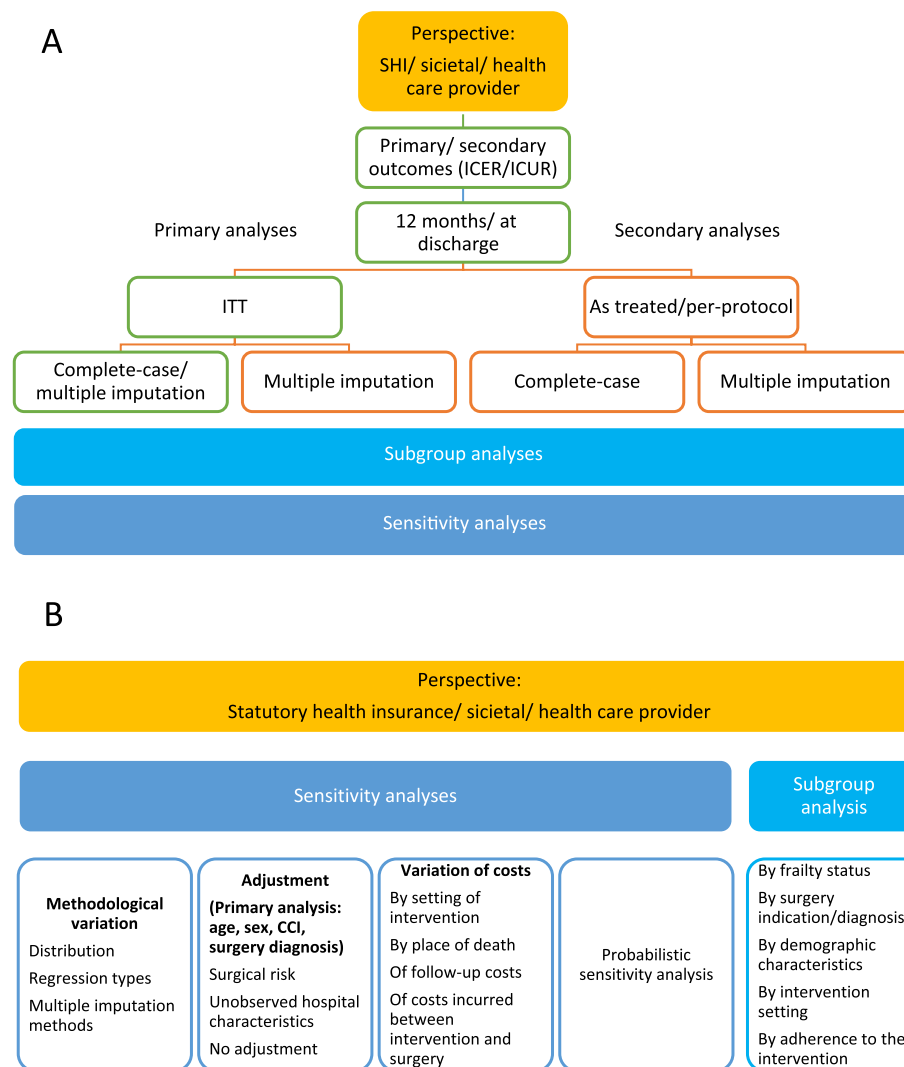 A
Perspective:
SHI/ sicietal/ health
care provider
Primary/ secondary
outcomes (ICER/ICUR)
12 months/ at
discharge
Primary analyses
Secondary analyses
ITT
As treated/per-protocol
Complete-case/
multiple imputation
Multiple imputation
Complete-case
Multiple imputation
Subgroup analyses
Sensitivity analyses
B
Perspective:
Statutory health insurance/ sicietal/ health care provider
Sensitivity analyses
Subgroup
analysis
Methodological
variation
Distribution
Regression types
Multiple imputation
methods
Adjustment
(Primary analysis:
age, sex, CCI,
surgery diagnosis)
Surgical risk
Unobserved hospital
characteristics
No adjustment
Variation of costs
By setting of
intervention
By place of death
Of follow-up costs
Of costs incurred
between
intervention and
surgery
Probabilistic
sensitivity analysis
By frailty status
By surgery
indication/diagnosis
By demographic
characteristics
By intervention
setting
By adherence to the
intervention